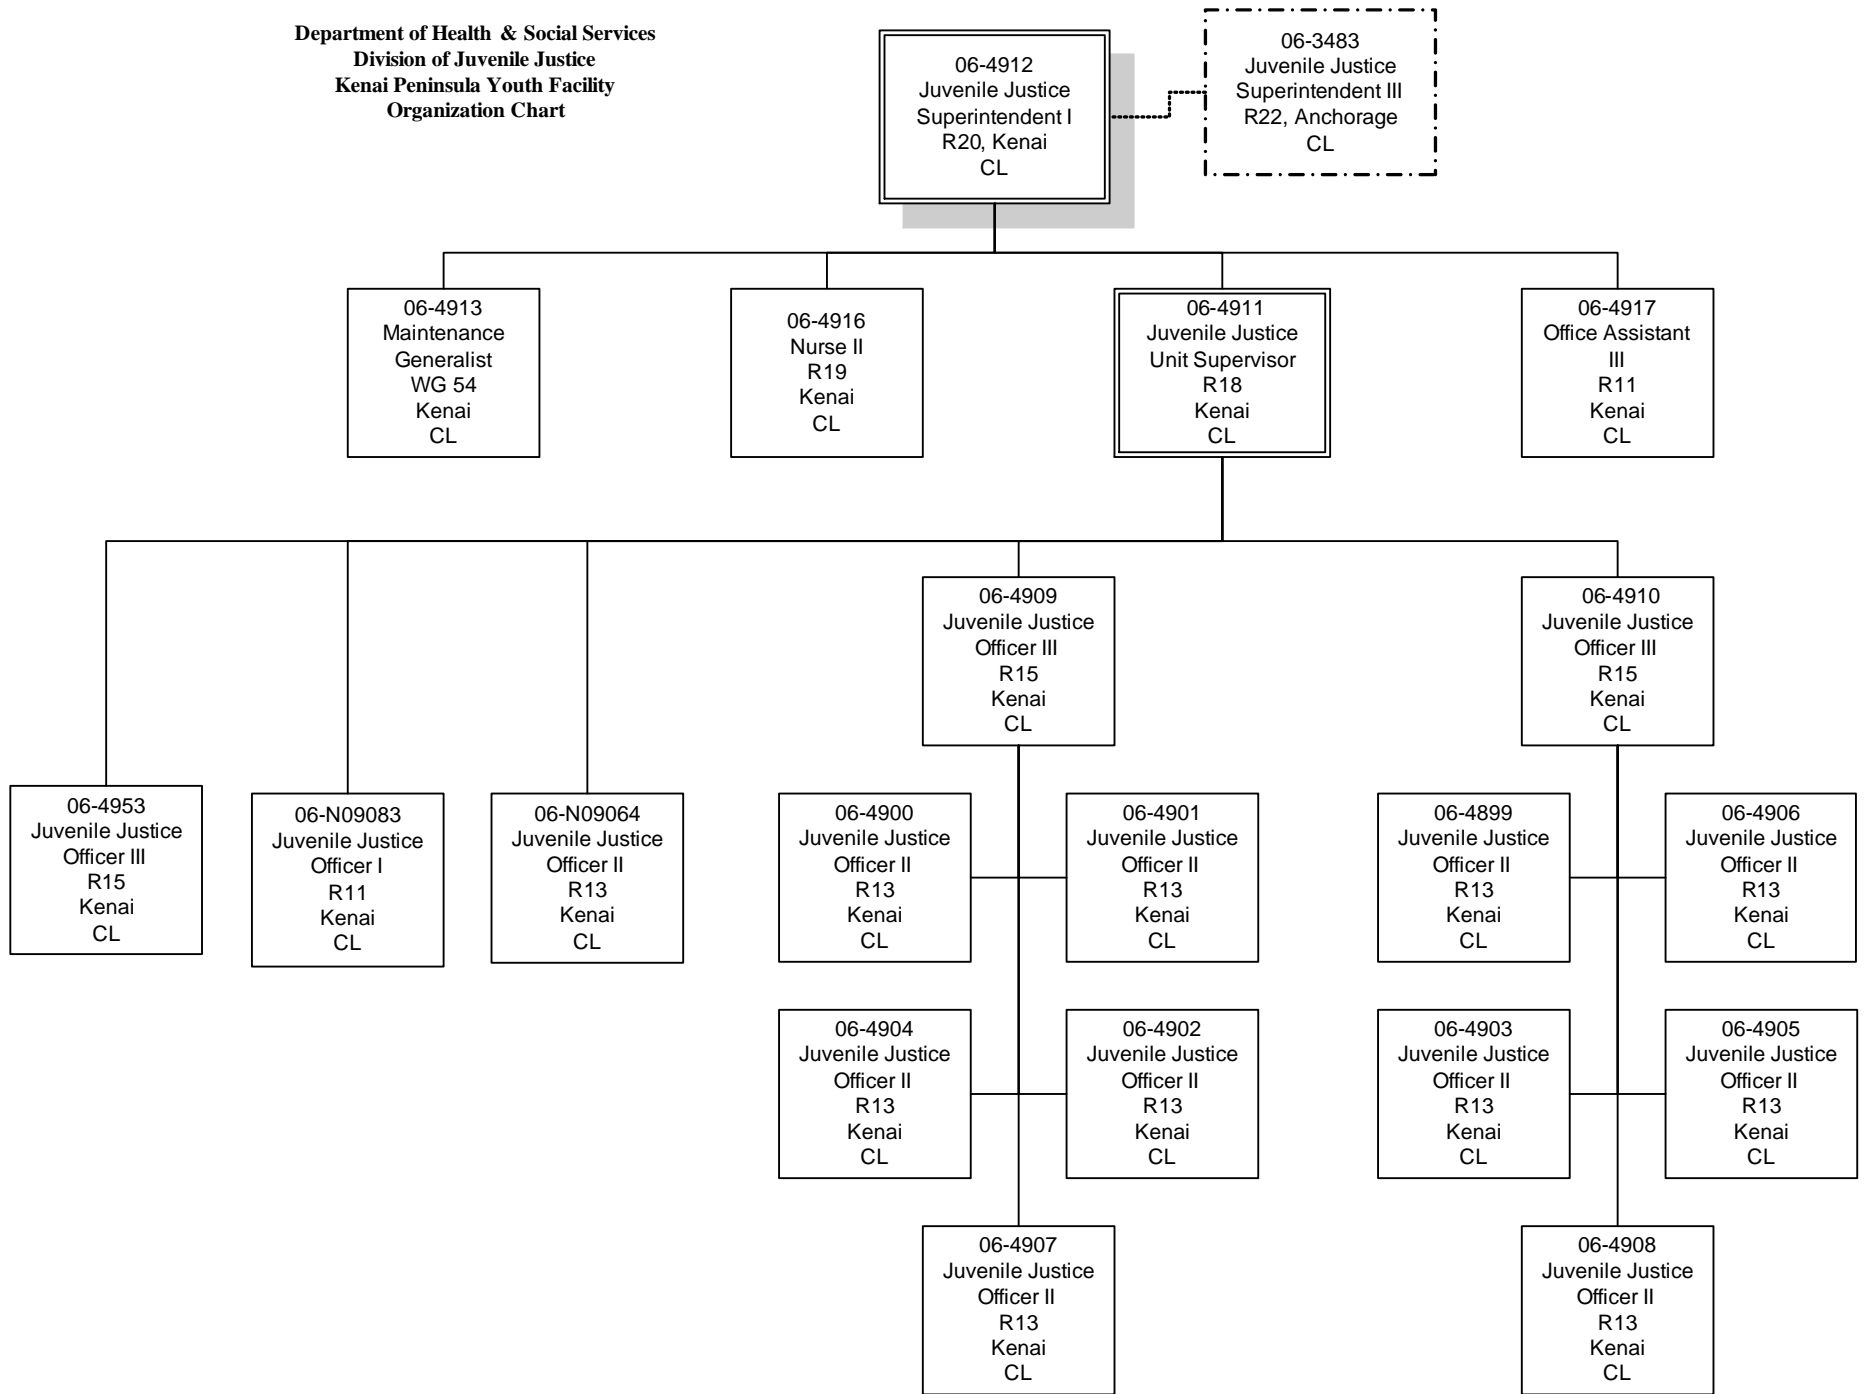 Department of Health & Social Services
Division of Juvenile Justice
Kenai Peninsula Youth Facility
Organization Chart
06-4912
Juvenile Justice
Superintendent I
R20, Kenai
CL
06-3483
Juvenile Justice
Superintendent III
R22, Anchorage
CL
06-4913
Maintenance
Generalist
WG 54
Kenai
CL
06-4916
Nurse II
R19
Kenai
CL
06-4911
Juvenile Justice
Unit Supervisor
R18
Kenai
CL
06-4917
Office Assistant
III
R11
Kenai
CL
06-4909
Juvenile Justice
Officer III
R15
Kenai
CL
06-4910
Juvenile Justice
Officer III
R15
Kenai
CL
06-4953
Juvenile Justice
Officer III
R15
Kenai
CL
06-N09083
Juvenile Justice
Officer I
R11
Kenai
CL
06-N09064
Juvenile Justice
Officer II
R13
Kenai
CL
06-4900
Juvenile Justice
Officer II
R13
Kenai
CL
06-4901
Juvenile Justice
Officer II
R13
Kenai
CL
06-4899
Juvenile Justice
Officer II
R13
Kenai
CL
06-4906
Juvenile Justice
Officer II
R13
Kenai
CL
06-4904
Juvenile Justice
Officer II
R13
Kenai
CL
06-4902
Juvenile Justice
Officer II
R13
Kenai
CL
06-4903
Juvenile Justice
Officer II
R13
Kenai
CL
06-4905
Juvenile Justice
Officer II
R13
Kenai
CL
06-4907
Juvenile Justice
Officer II
R13
Kenai
CL
06-4908
Juvenile Justice
Officer II
R13
Kenai
CL